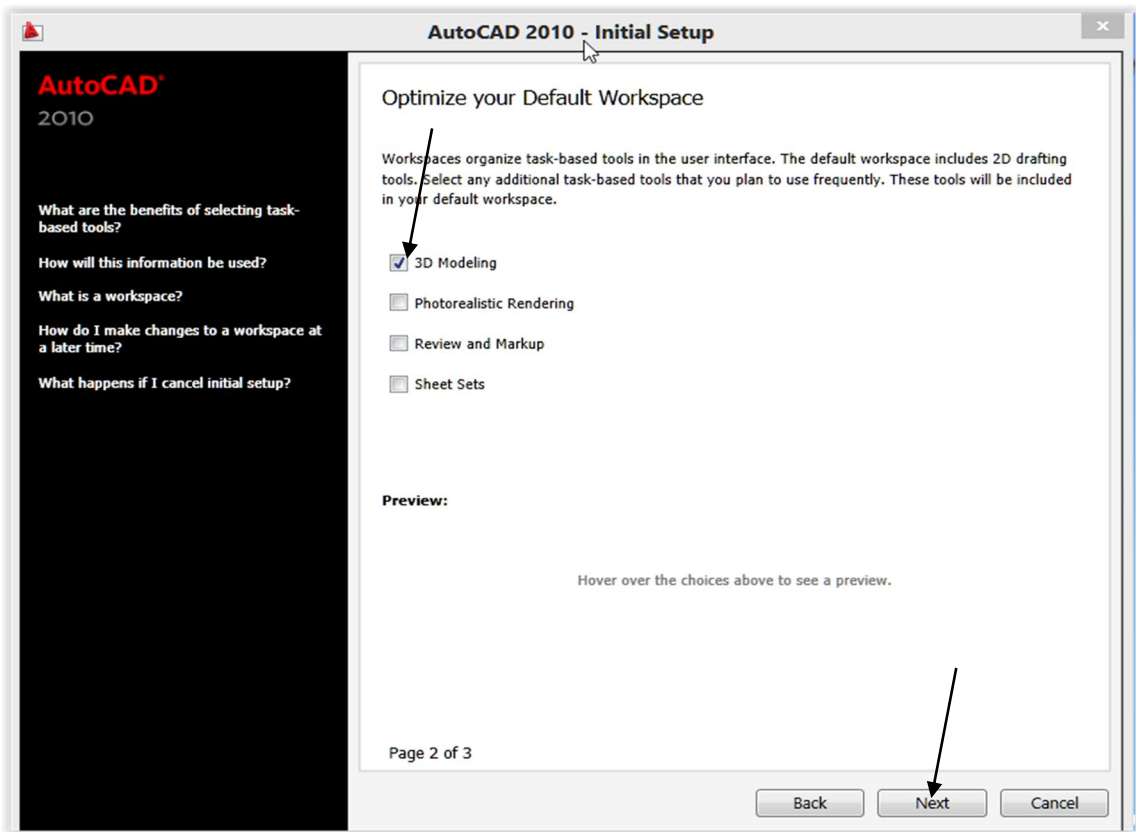 AutoCAD 2010 - Initial Setup
AutoCAD®
2010
What are the benefits of selecting task-
based tools?
How will this information be used?
What is a workspace?
How do I make changes to a workspace at
a later time?
What happens if I cancel initial setup?
Optimize your Default Workspace
Workspaces organize task-based tools in the user interface. The default workspace includes 2D drafting
tools. Select any additional task-based tools that you plan to use frequently. These tools will be included
in your default workspace.
3D Modeling
Photorealistic Rendering
Review and Markup
Sheet Sets
Preview:
Hover over the choices above to see a preview.
Page 2 of 3
Back
Next
Cancel